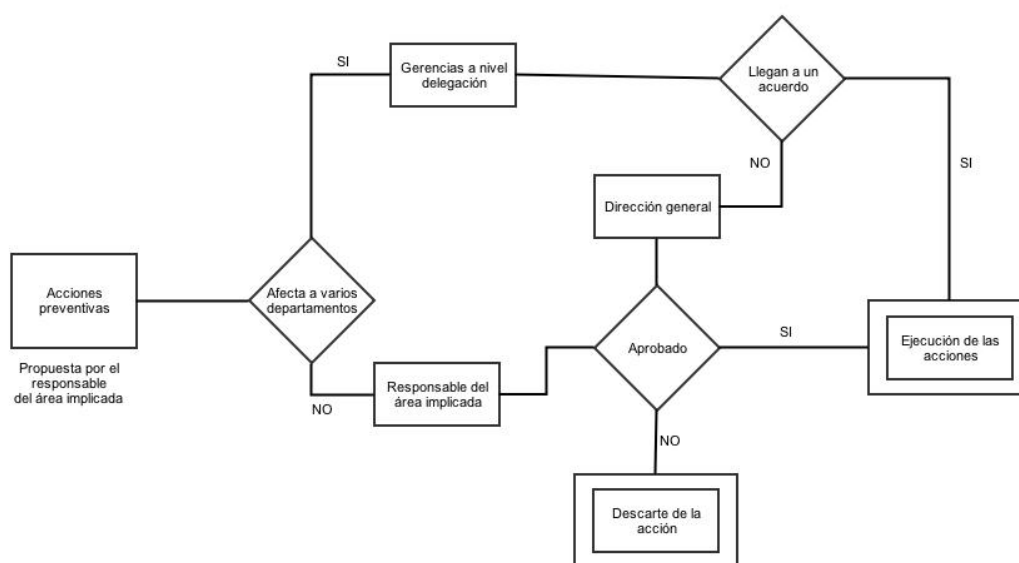 SI
Gerencias a nivel
delegación
Llegan a un
acuerdo
NO
SI
Dirección general
Acciones
preventivas
Afecta a varios
departamentos
Propuesta por el
responsable
del área implicada
NO
Responsable del
área implicada
Aprobado
SI
Ejecución de las
acciones
NO
Descarte de la
acción